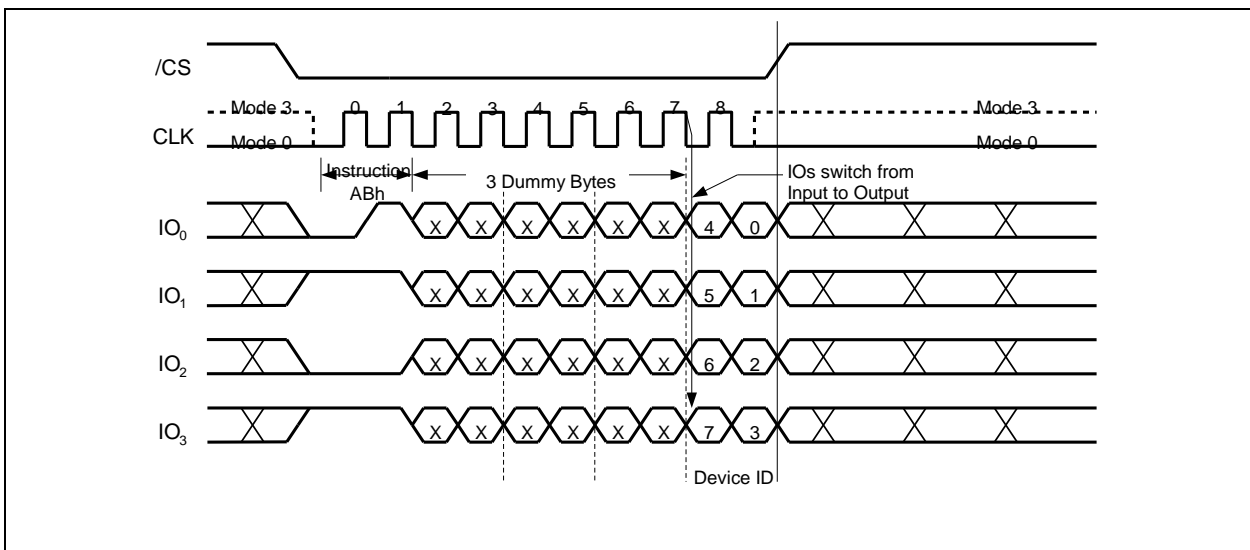 /CS
Mode 3 0 1 2 3 4 5 6 7 8 Mode 3
CLK
Mode 0 Mode 0
Instruction
ABh
3 Dummy Bytes
IOs switch from
Input to Output
IO0 X X X X X X 4 0
IO1 X X X X X X 5 1
IO2 X X X X X X 6 2
IO3 X X X X X X 7 3
Device ID